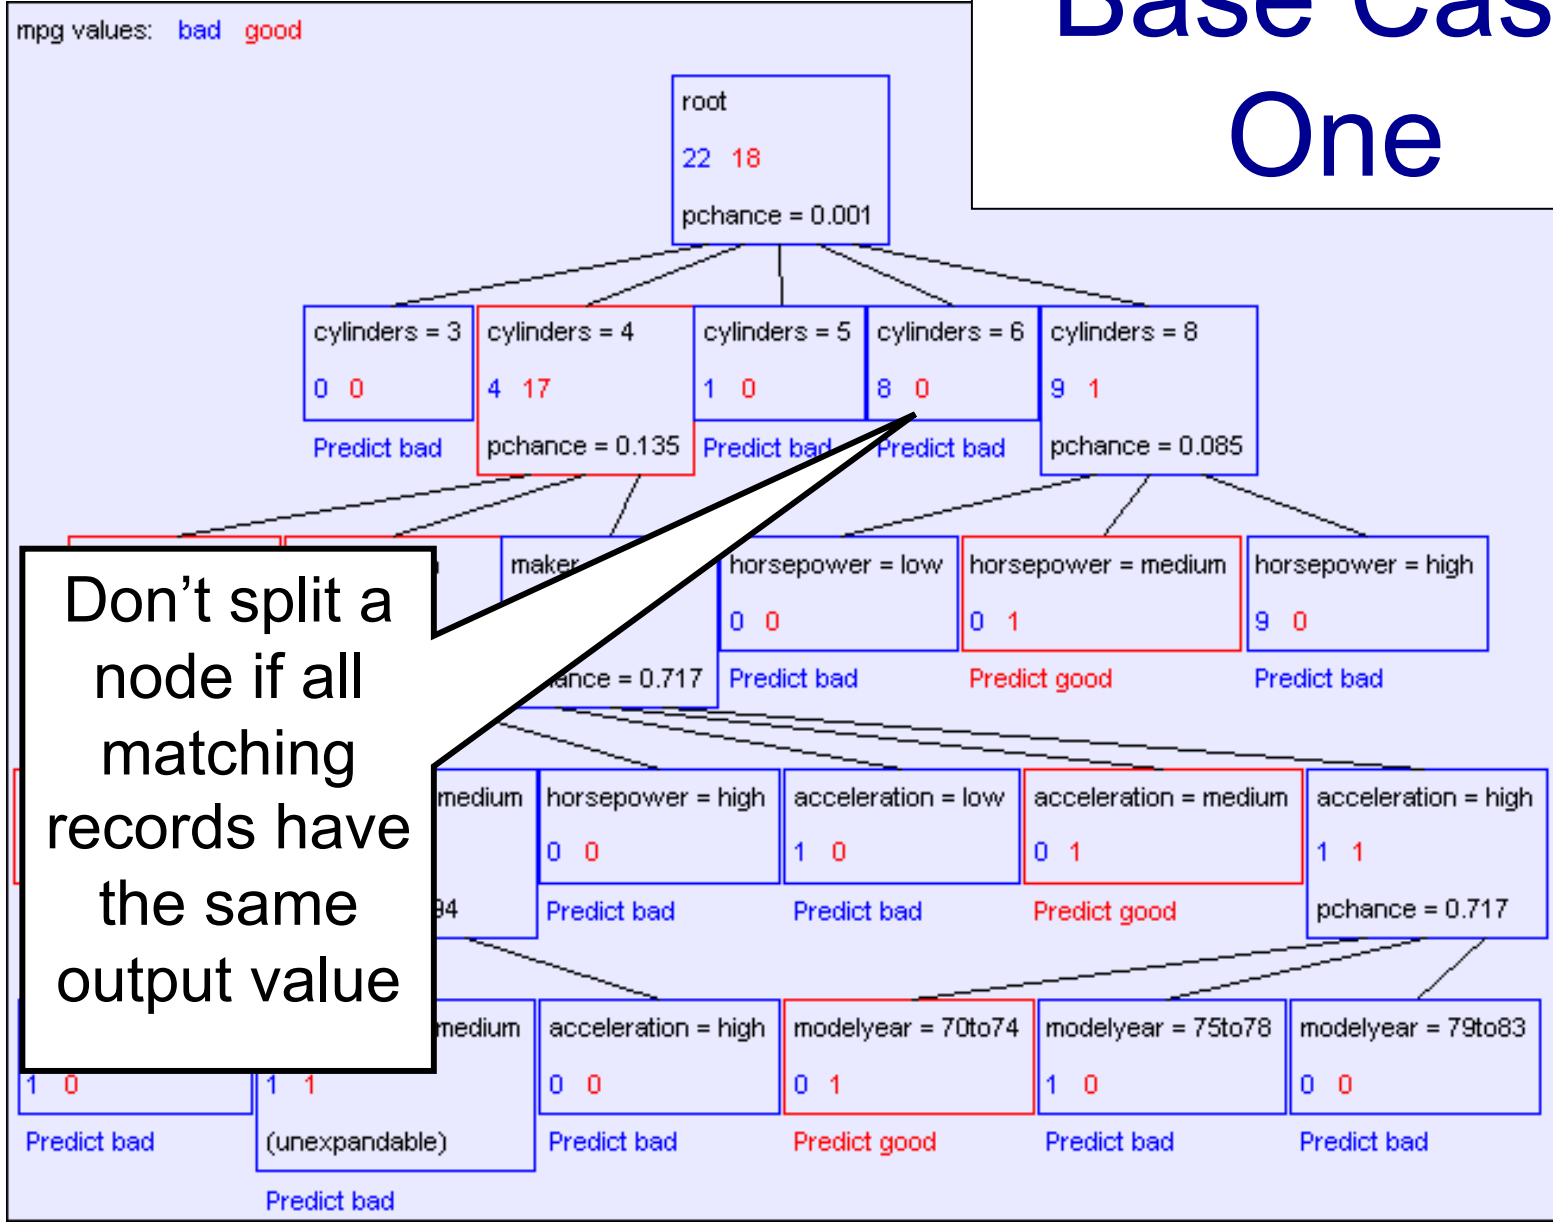 mpg values: bad good
Base Cas
One
root
22 18
pchance = 0.001
cylinders = 3
0 0
Predict bad
cylinders = 4
4 17
pchance = 0.135
cylinders = 5
1 0
Predict bad
cylinders = 6
8 0
Predict bad
cylinders = 8
9 1
pchance = 0.085
maker
pchance = 0.717
horsepower = low
0 0
Predict bad
horsepower = medium
0 1
Predict good
horsepower = high
9 0
Predict bad
Don’t split a
node if all
matching
records have
the same
output value
medium
94
horsepower = high
0 0
Predict bad
acceleration = low
1 0
Predict bad
acceleration = medium
0 1
Predict good
acceleration = high
1 1
pchance = 0.717
1 0
Predict bad
medium
1 1
(unexpandable)
Predict bad
acceleration = high
0 0
Predict bad
modelyear = 70to74
0 1
Predict good
modelyear = 75to78
1 0
Predict bad
modelyear = 79to83
0 0
Predict bad